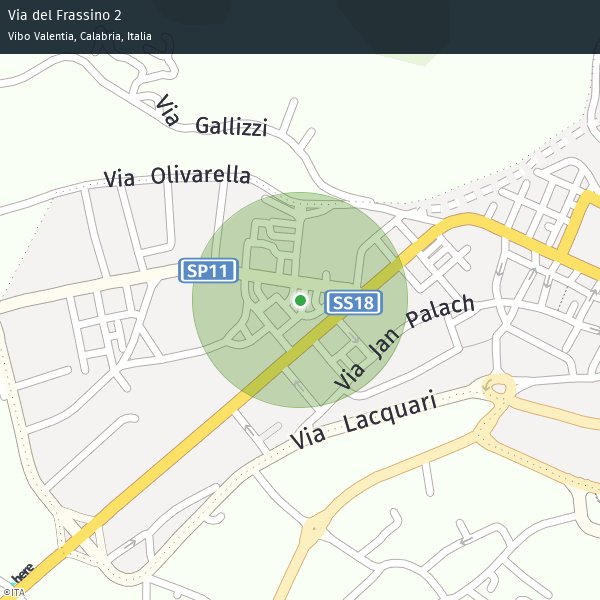 Via del Frassino 2
Vibo Valentia, Calabria, Italia
Via Gallizzi
Via Olivarella
SP11
SS18
Via Jan Palach
Via Lacquari
here
©ITA